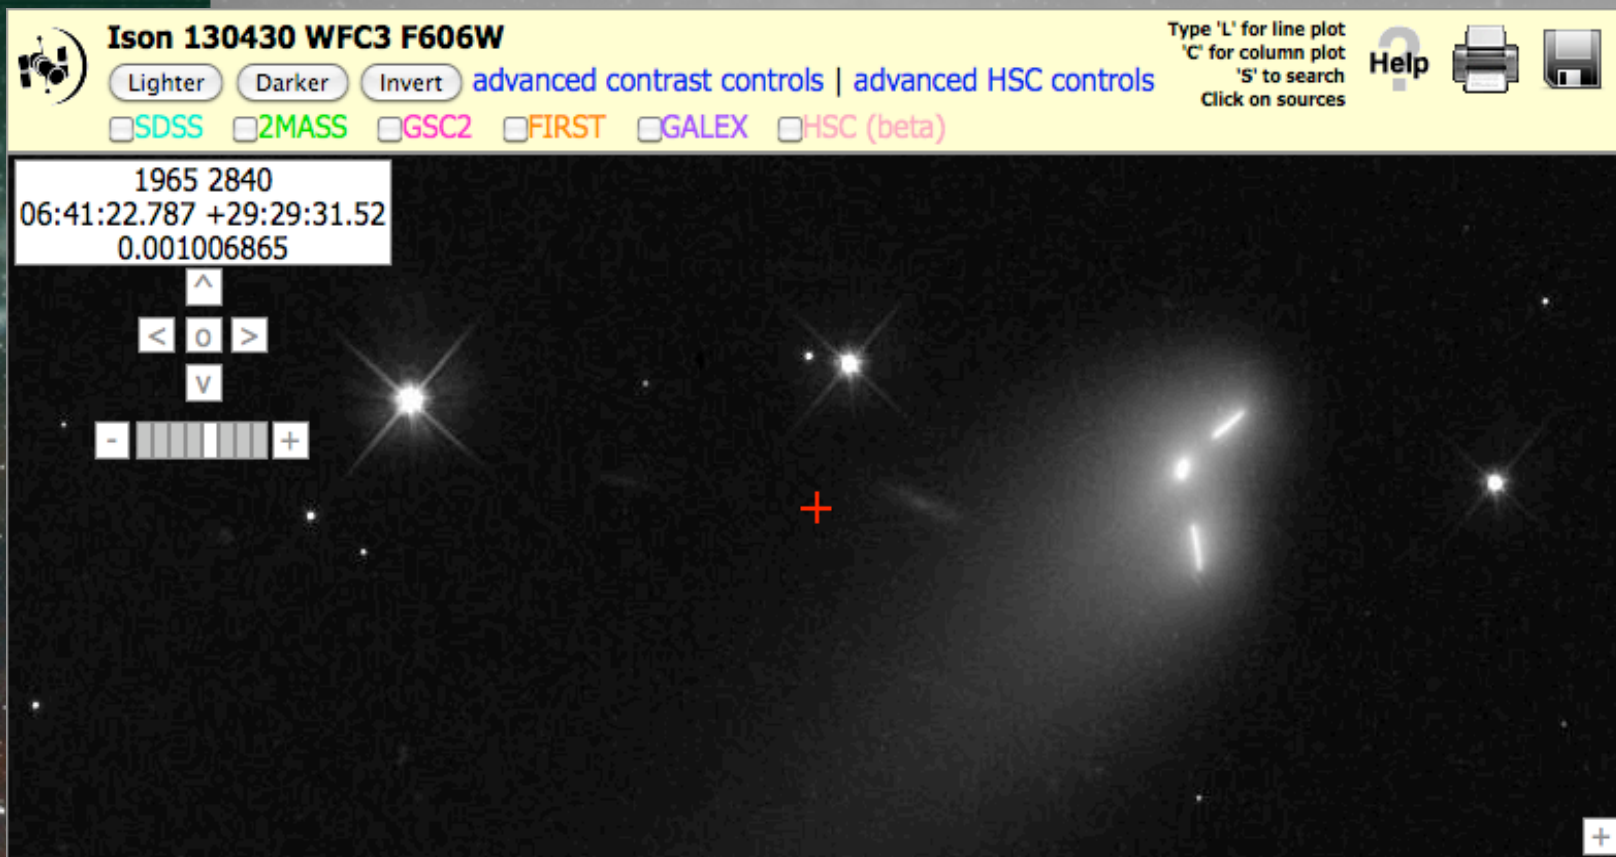 Ison 130430 WFC3 F606W
Lighter Darker Invert advanced contrast controls | advanced HSC controls
SDSS 2MASS GSC2 FIRST GALEX HSC (beta)
Type 'L' for line plot
'C' for column plot
'S' to search
Click on sources
Help
1965 2840
06:41:22.787 +29:29:31.52
0.001006865
^
< o >
v
- +
+